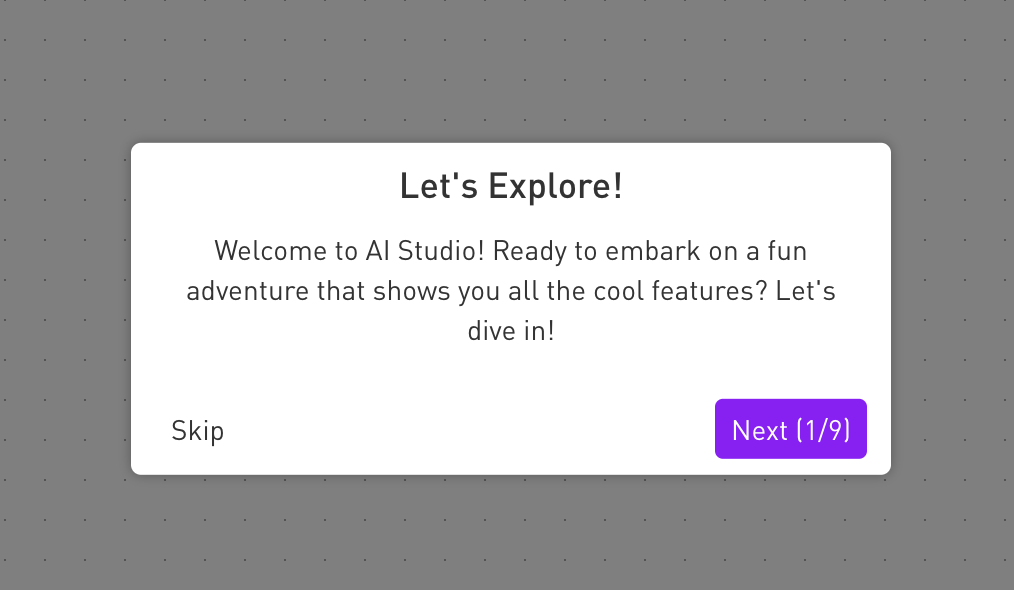 Let's Explore!
Welcome to AI Studio! Ready to embark on a fun
adventure that shows you all the cool features? Let's
dive in!
Skip
Next (1/9)